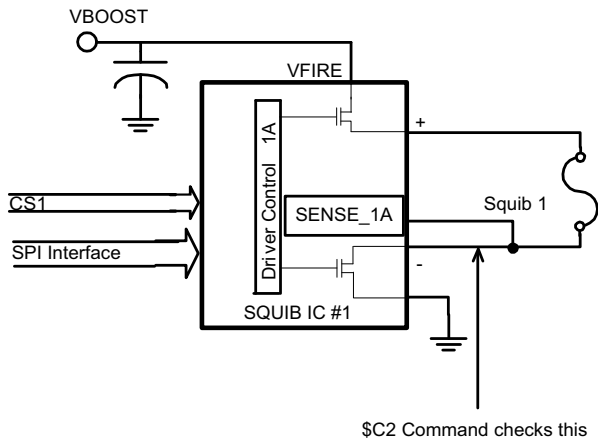 VBOOST
VFIRE
Driver Control 1A
+
CS1
SENSE_1A
Squib 1
SPI Interface
-
SQUIB IC #1
$C2 Command checks this